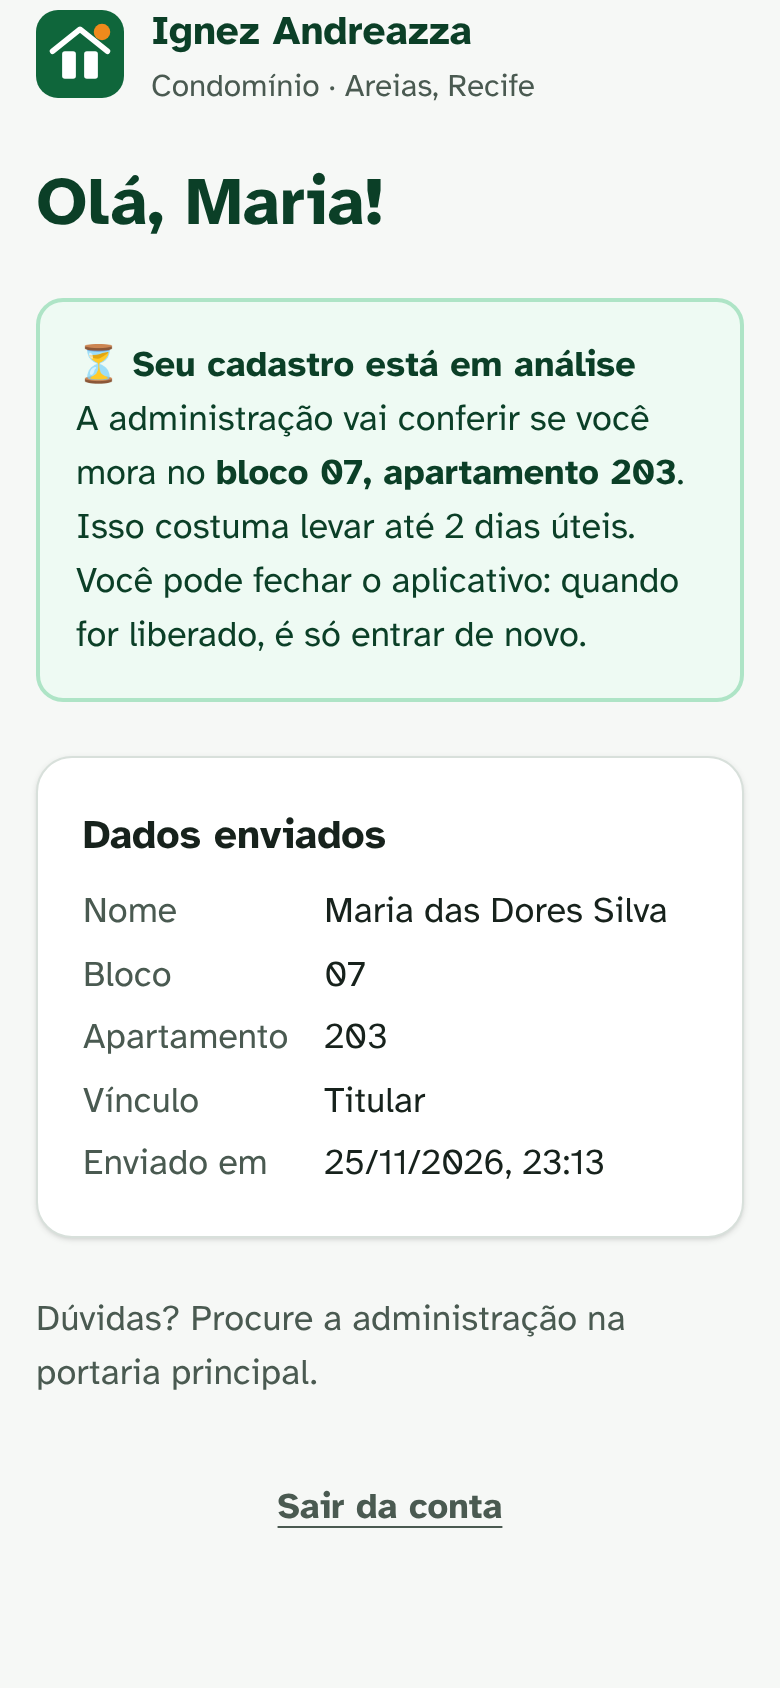 Ignez Andreazza
Condomínio · Areias, Recife
Olá, Maria!
⏳ Seu cadastro está em análise
A administração vai conferir se você
mora no bloco 07, apartamento 203.
Isso costuma levar até 2 dias úteis.
Você pode fechar o aplicativo: quando
for liberado, é só entrar de novo.
Dados enviados
Nome Maria das Dores Silva
Bloco 07
Apartamento 203
Vínculo Titular
Enviado em 25/11/2026, 23:13
Dúvidas? Procure a administração na
portaria principal.
Sair da conta